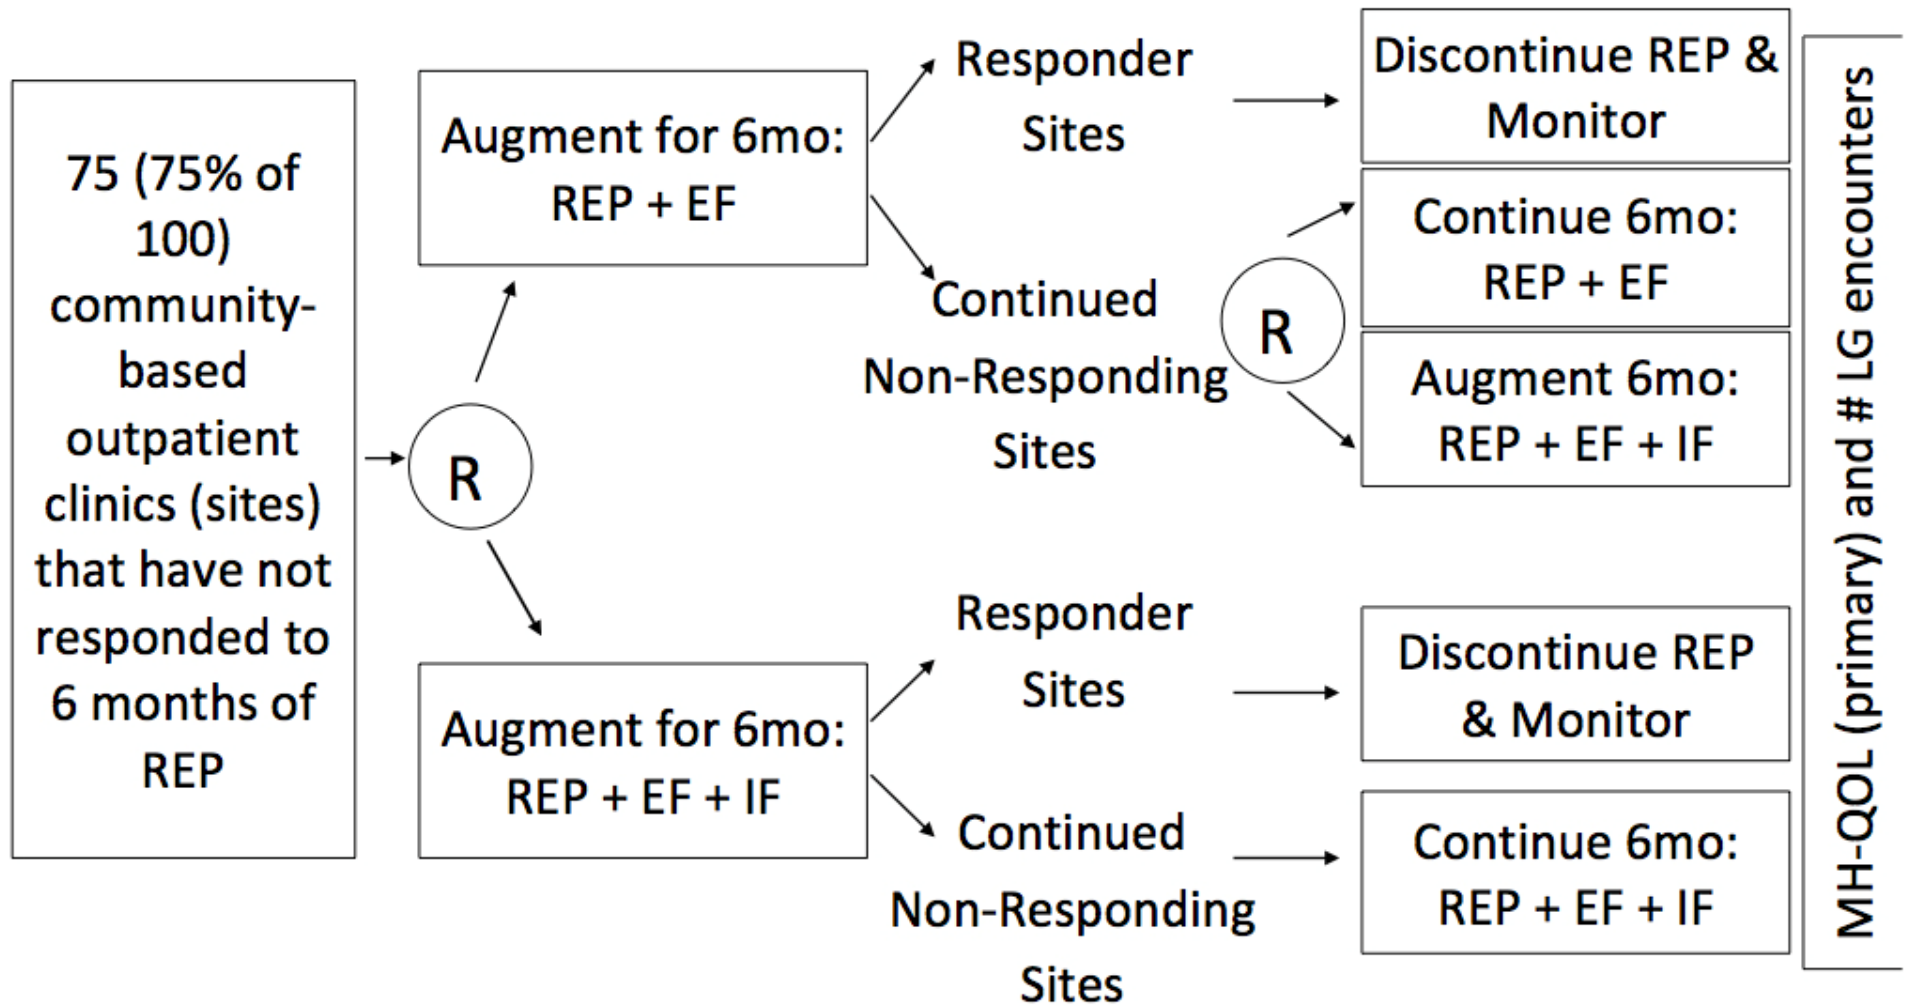 75 (75% of
100)
community-
based
outpatient
clinics (sites)
that have not
responded to
6 months of
REP
R
Augment for 6mo:
REP + EF
Augment for 6mo:
REP + EF + IF
Responder
Sites
Continued
Non-Responding
Sites
R
Responder
Sites
Continued
Non-Responding
Sites
Discontinue REP &
Monitor
Continue 6mo:
REP + EF
Augment 6mo:
REP + EF + IF
Discontinue REP
& Monitor
Continue 6mo:
REP + EF + IF
MH-QOL (primary) and # LG encounters